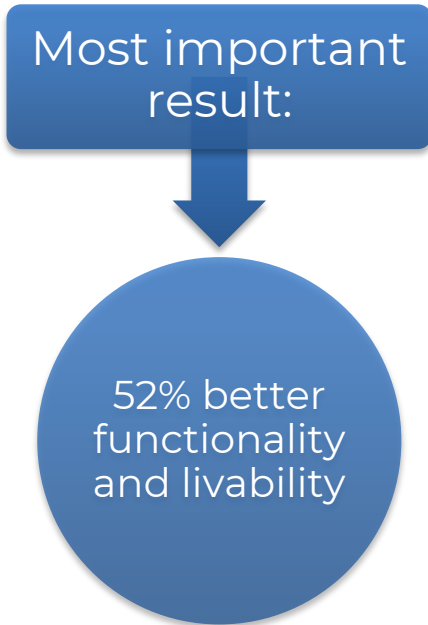 Most important
result:
52% better
functionality
and livability